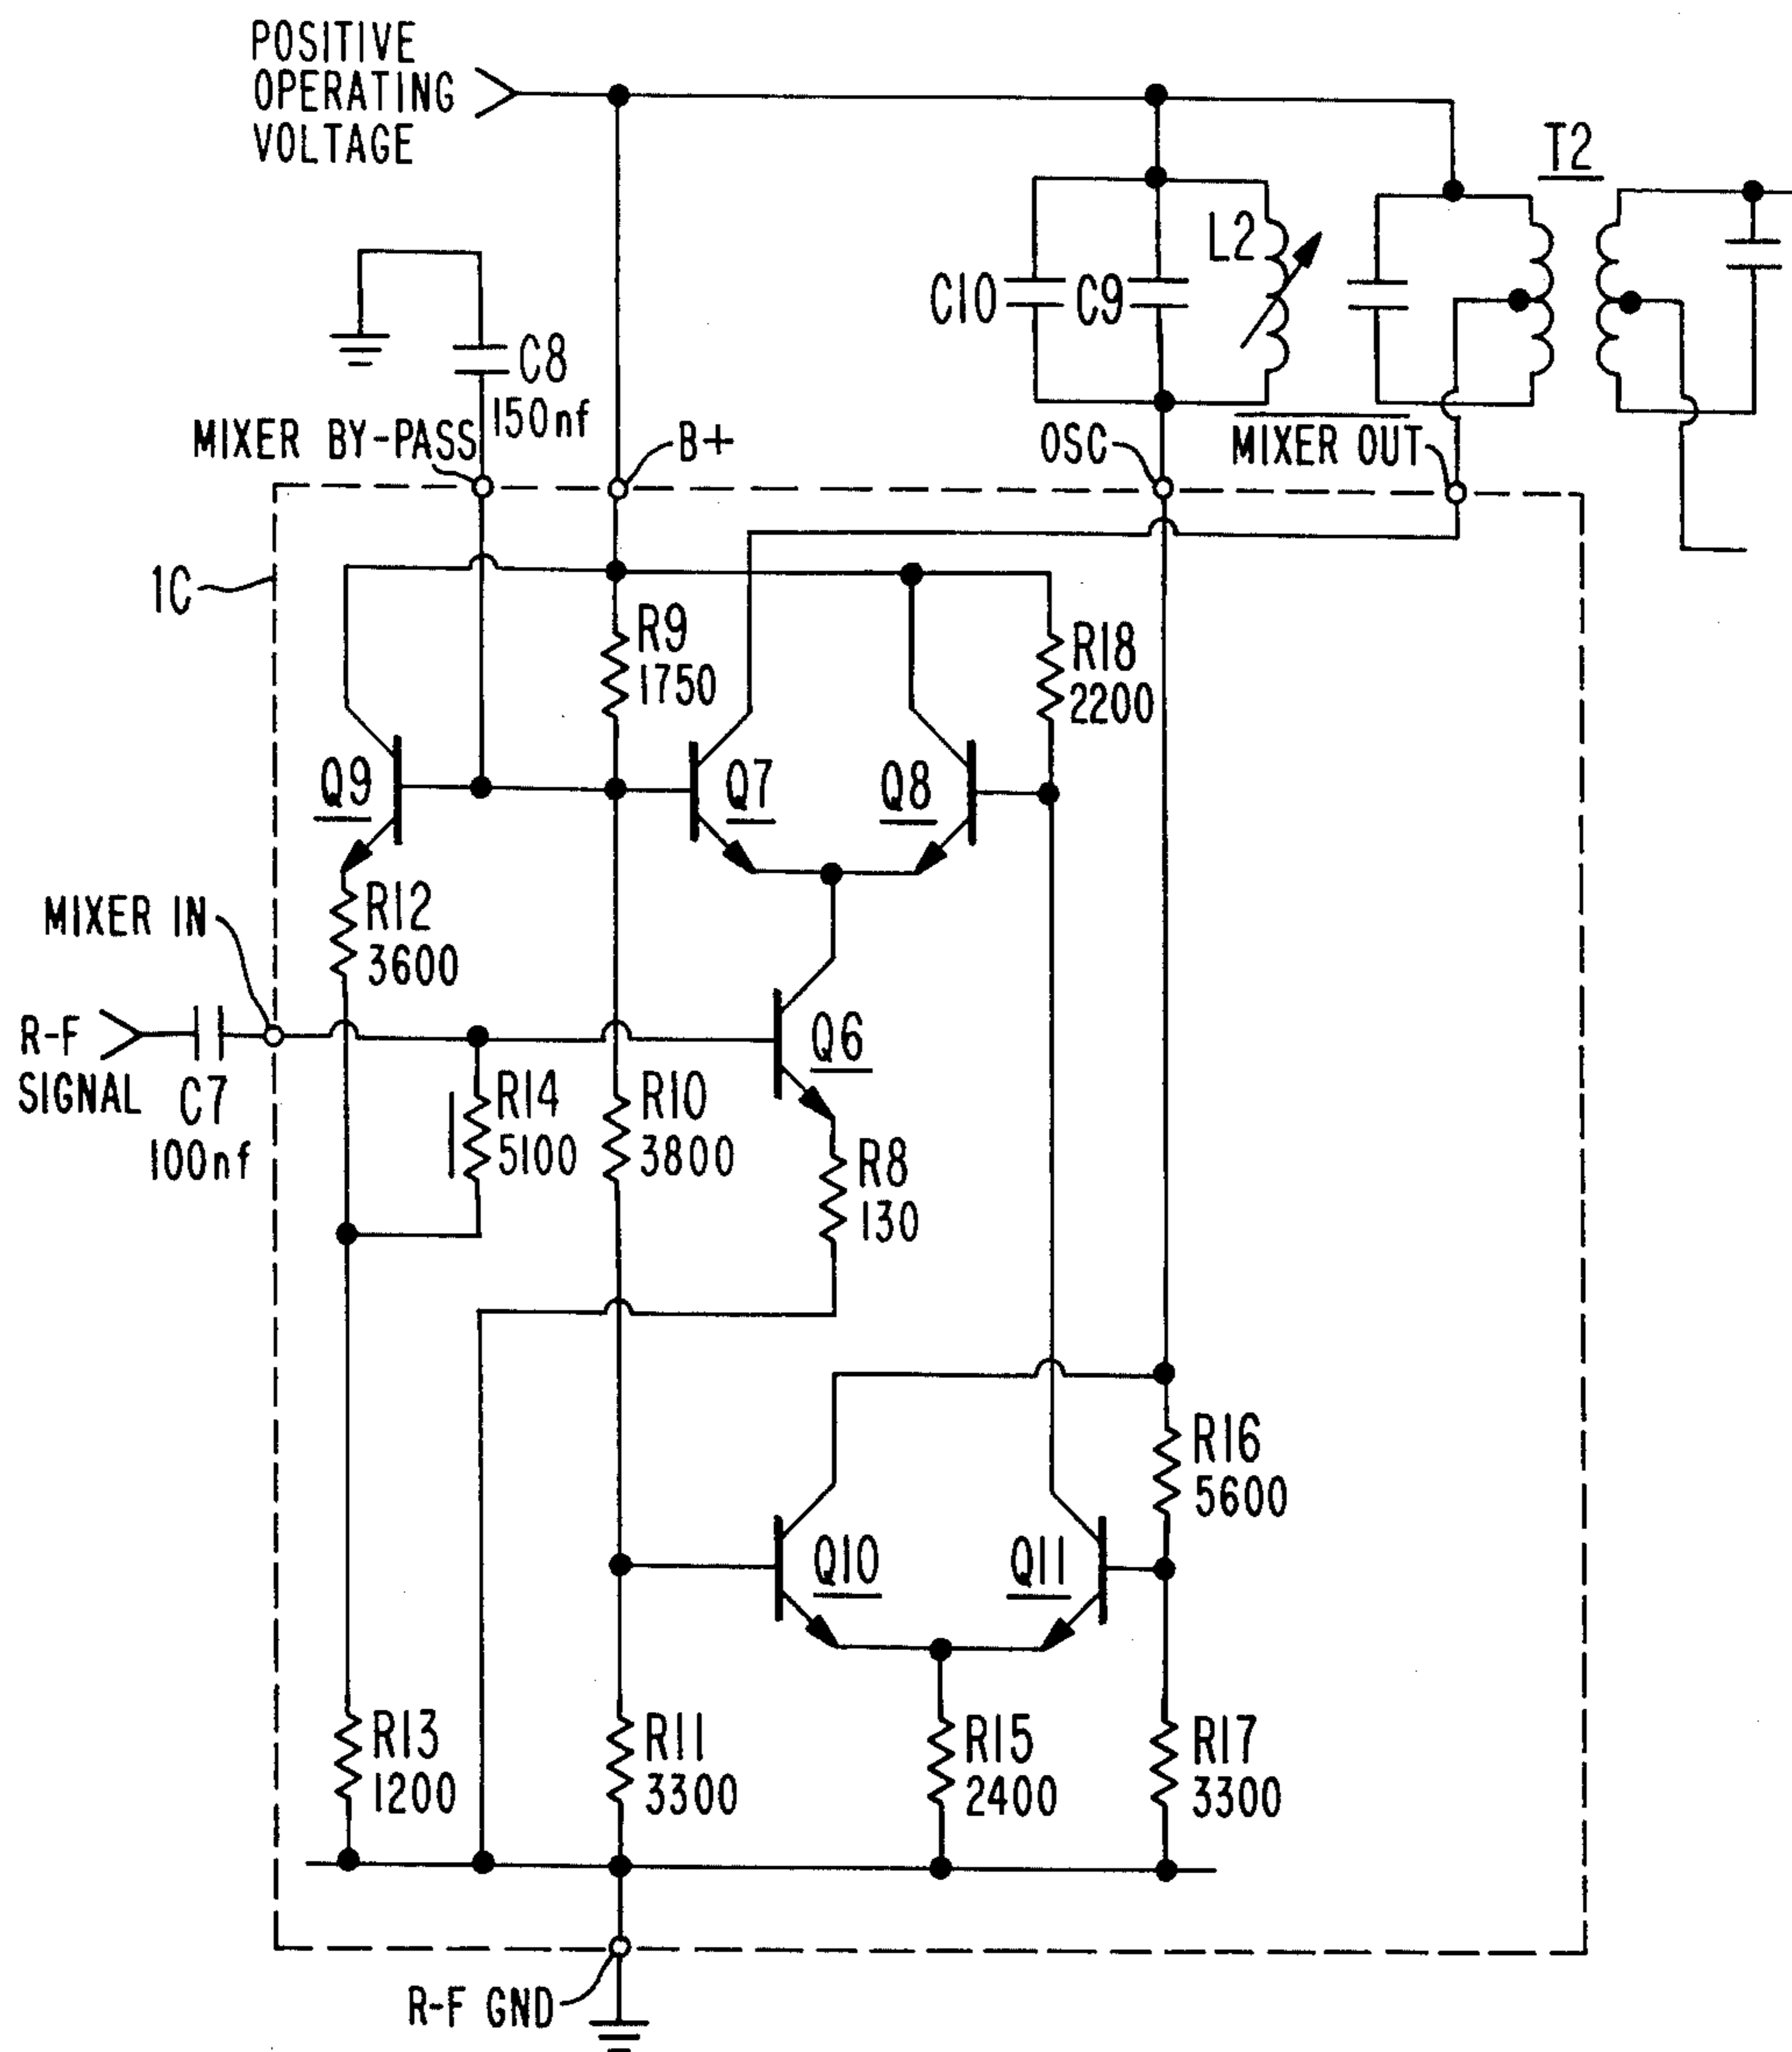 POSITIVE
OPERATING
VOLTAGE
T2
L2
C10
C9
C8
150nf
MIXER BY-PASS
B+
OSC
MIXER OUT
1C
R9
1750
R18
2200
Q9
Q7
Q8
R12
3600
MIXER IN
R-F
SIGNAL
C7
100nf
Q6
R14
5100
R10
3800
R8
130
R16
5600
Q10
Q11
R13
1200
R11
3300
R15
2400
R17
3300
R-F GND